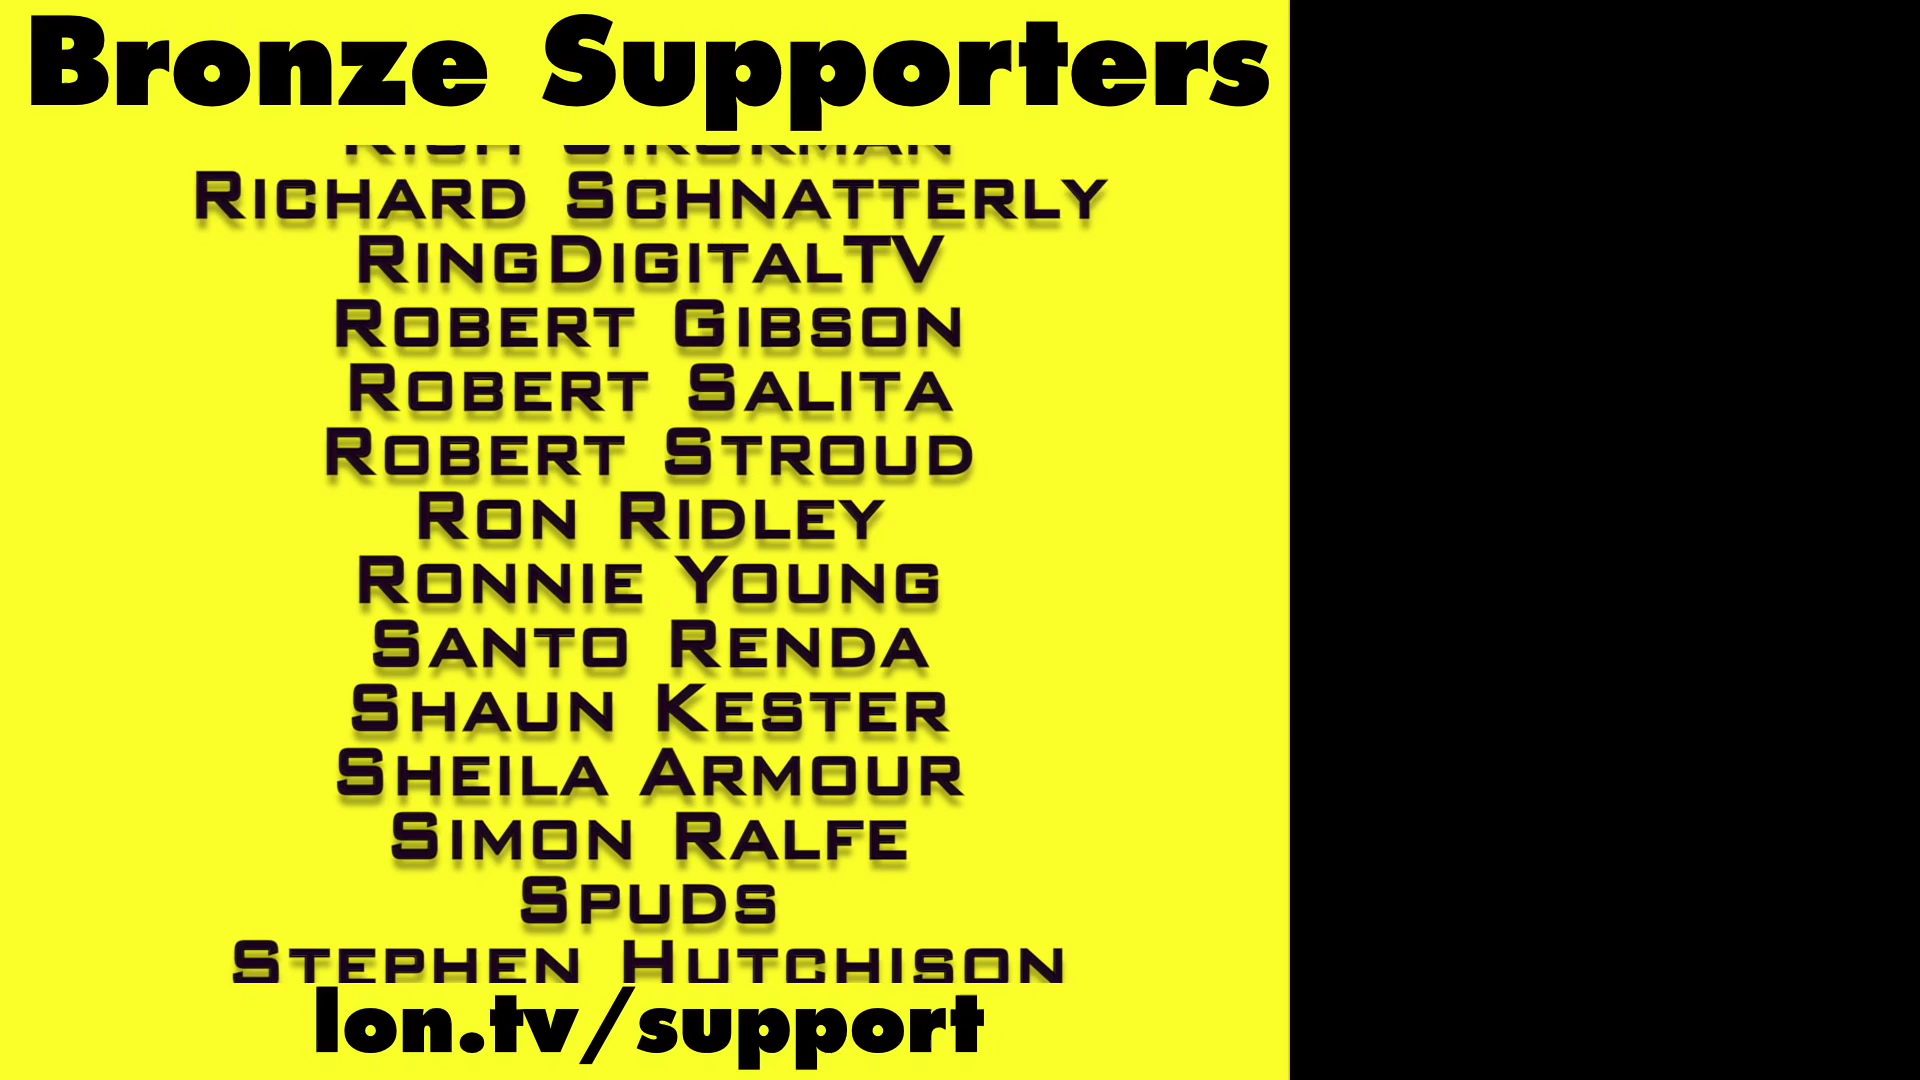 Bronze Supporters
Richard Schnatterly
RingDigitalTV
Robert Gibson
Robert Salita
Robert Stroud
Ron Ridley
Ronnie Young
Santo Renda
Shaun Kester
Sheila Armour
Simon Ralfe
Spuds
Stephen Hutchison
lon.tv/support